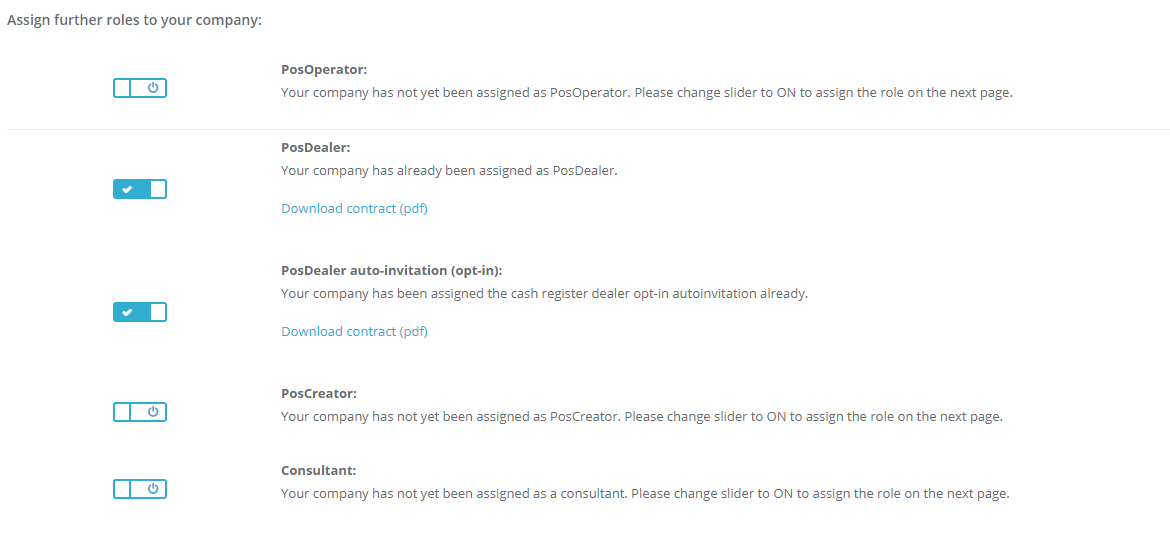 Assign further roles to your company:
PosOperator:
Your company has not yet been assigned as PosOperator. Please change slider to ON to assign the role on the next page.
PosDealer:
Your company has already been assigned as PosDealer.
Download contract (pdf)
PosDealer auto-invitation (opt-in):
Your company has been assigned the cash register dealer opt-in autoinvitation already.
Download contract (pdf)
PosCreator:
Your company has not yet been assigned as PosCreator. Please change slider to ON to assign the role on the next page.
Consultant:
Your company has not yet been assigned as a consultant. Please change slider to ON to assign the role on the next page.